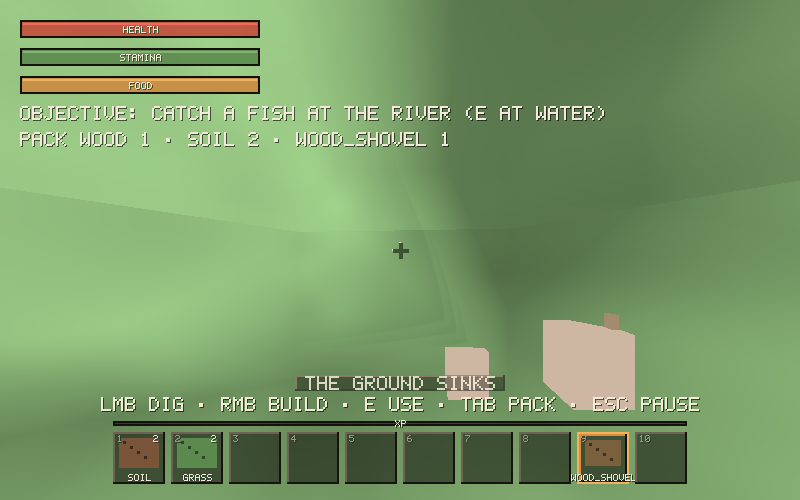 HEALTH
STAMINA
FOOD
OBJECTIVE: CATCH A FISH AT THE RIVER (E AT WATER)
PACK WOOD 1 · SOIL 2 · WOOD_SHOVEL 1
THE GROUND SINKS
LMB DIG · RMB BUILD · E USE · TAB PACK · ESC PAUSE
XP
1 2 2 2 3 4 5 6 7 8 9 10
SOIL GRASS WOOD_SHOVEL